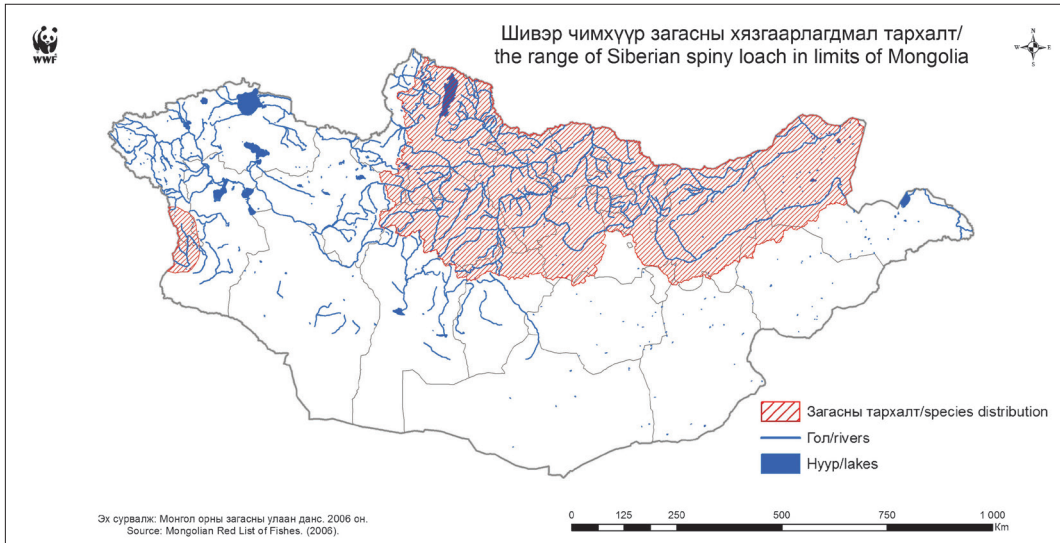 WWF
Шивэр чимхүүр загасны хязгаарлагдмал тархалт/
the range of Siberian spiny loach in limits of Mongolia
N
W E
S
Загасны тархалт/species distribution
Гол/rivers
Нуур/lakes
Эх сурвалж: Монгол орны загасны улаан данс. 2006 он.
Source: Mongolian Red List of Fishes. (2006).
0 125 250 500 750 1 000
Км